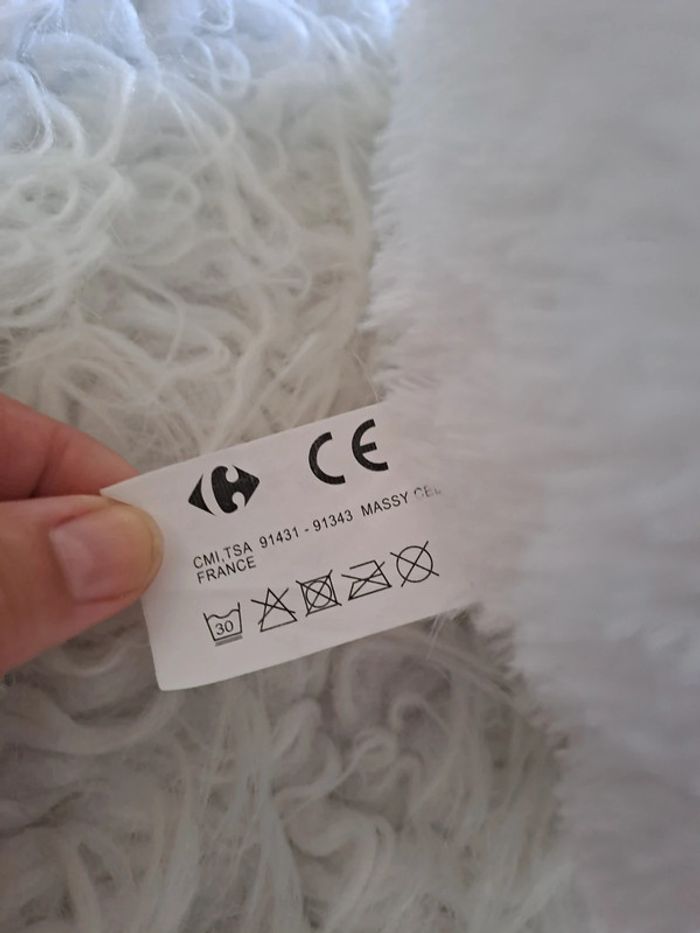 CE
CMI,TSA 91431 - 91343 MASSY
FRANCE
30